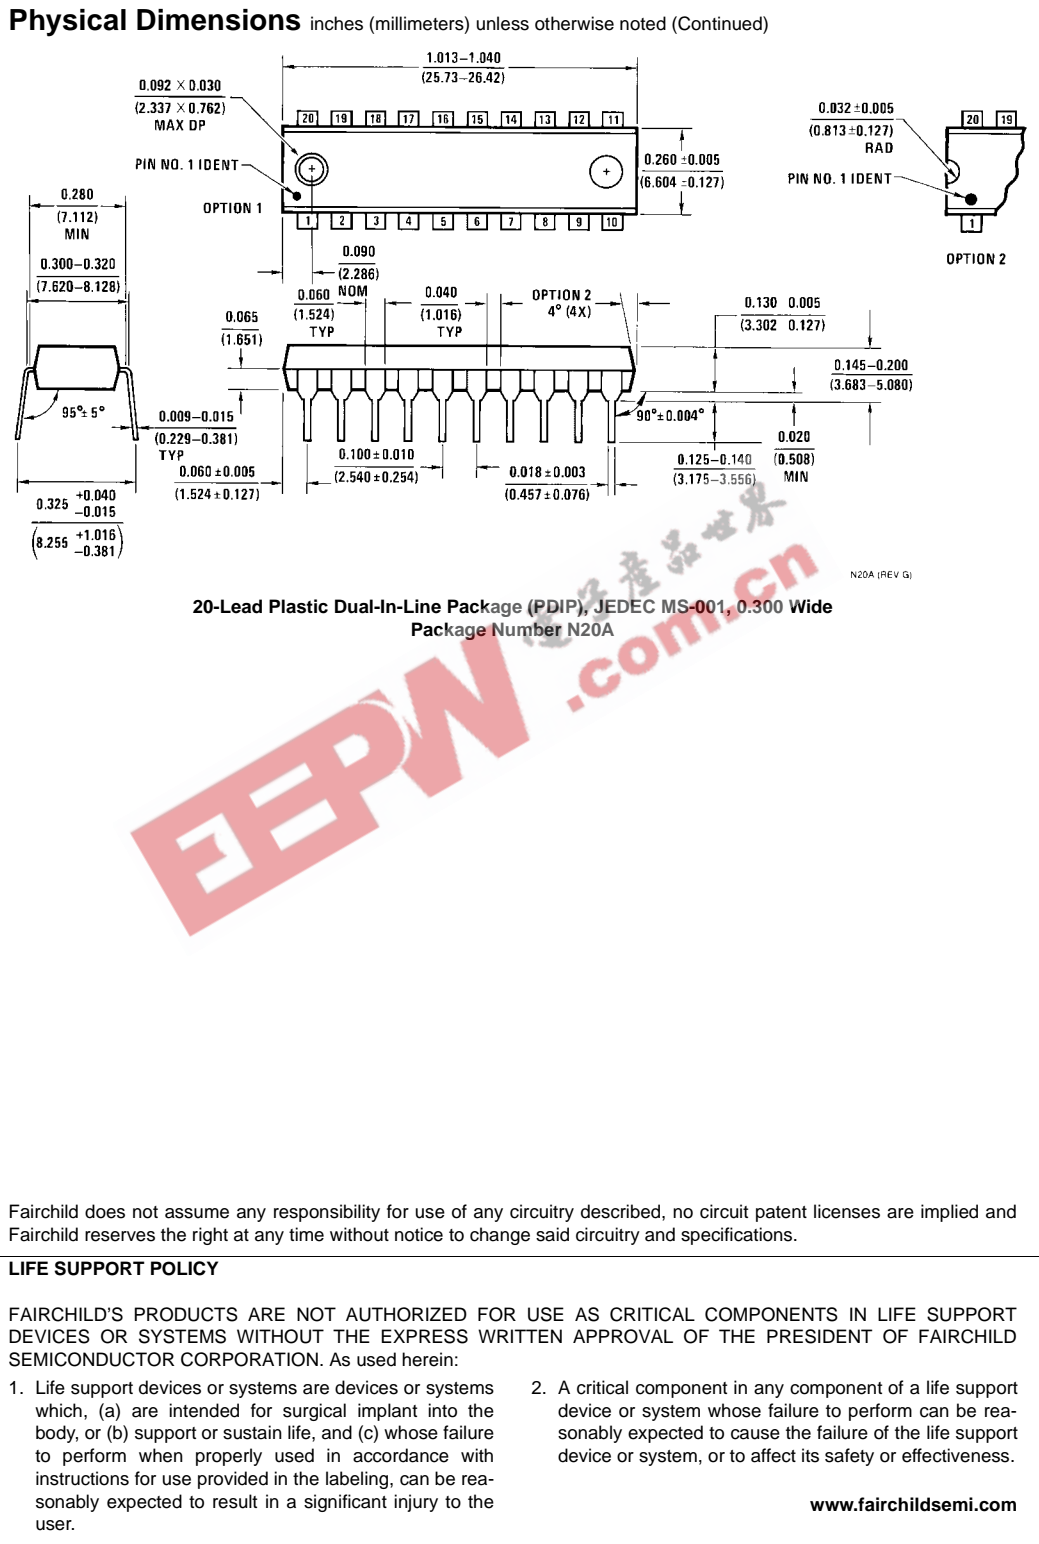 Physical Dimensions inches (millimeters) unless otherwise noted (Continued)
1.013–1.040
(25.73–26.42)
0.092 × 0.030
(2.337 × 0.762)
MAX DP
PIN NO. 1 IDENT
OPTION 1
20 19 18 17 16 15 14 13 12 11
1 2 3 4 5 6 7 8 9 10
0.260 ±0.005
(6.604 ±0.127)
0.032 ±0.005
(0.813 ±0.127)
RAD
PIN NO. 1 IDENT
20 19
1
OPTION 2
0.280
(7.112)
MIN
0.300–0.320
(7.620–8.128)
0.090
(2.286)
NOM
0.060
(1.524)
TYP
0.040
(1.016)
TYP
OPTION 2
4° (4X)
0.065
(1.651)
0.130 0.005
(3.302 0.127)
0.145–0.200
(3.683–5.080)
95°± 5°
0.009–0.015
(0.229–0.381)
TYP
90°±0.004°
0.020
(0.508)
MIN
0.125–0.140
(3.175–3.556)
0.100 ±0.010
(2.540 ±0.254)
0.060 ±0.005
(1.524 ±0.127)
0.018 ±0.003
(0.457 ±0.076)
0.325 +0.040 –0.015
(8.255 +1.016 –0.381)
N20A (REV G)
20-Lead Plastic Dual-In-Line Package (PDIP), JEDEC MS-001, 0.300 Wide
Package Number N20A
电子产品世界
EEPW.com.cn
Fairchild does not assume any responsibility for use of any circuitry described, no circuit patent licenses are implied and
Fairchild reserves the right at any time without notice to change said circuitry and specifications.
LIFE SUPPORT POLICY
FAIRCHILD'S PRODUCTS ARE NOT AUTHORIZED FOR USE AS CRITICAL COMPONENTS IN LIFE SUPPORT
DEVICES OR SYSTEMS WITHOUT THE EXPRESS WRITTEN APPROVAL OF THE PRESIDENT OF FAIRCHILD
SEMICONDUCTOR CORPORATION. As used herein:
1. Life support devices or systems are devices or systems
which, (a) are intended for surgical implant into the
body, or (b) support or sustain life, and (c) whose failure
to perform when properly used in accordance with
instructions for use provided in the labeling, can be rea-
sonably expected to result in a significant injury to the
user.
2. A critical component in any component of a life support
device or system whose failure to perform can be rea-
sonably expected to cause the failure of the life support
device or system, or to affect its safety or effectiveness.
www.fairchildsemi.com